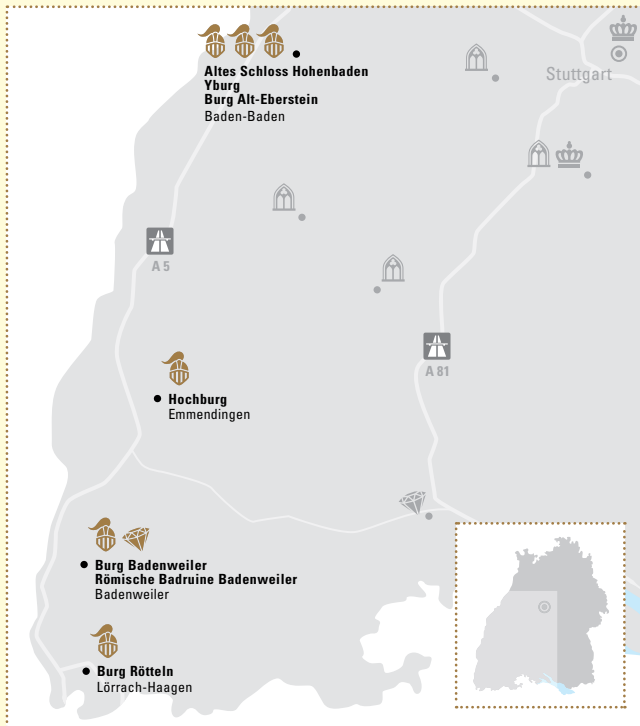 Altes Schloss Hohenbaden
Yburg
Burg Alt-Eberstein
Baden-Baden
Stuttgart
A 5
A 81
Hochburg
Emmendingen
Burg Badenweiler
Römische Badruine Badenweiler
Badenweiler
Burg Rötteln
Lörrach-Haagen